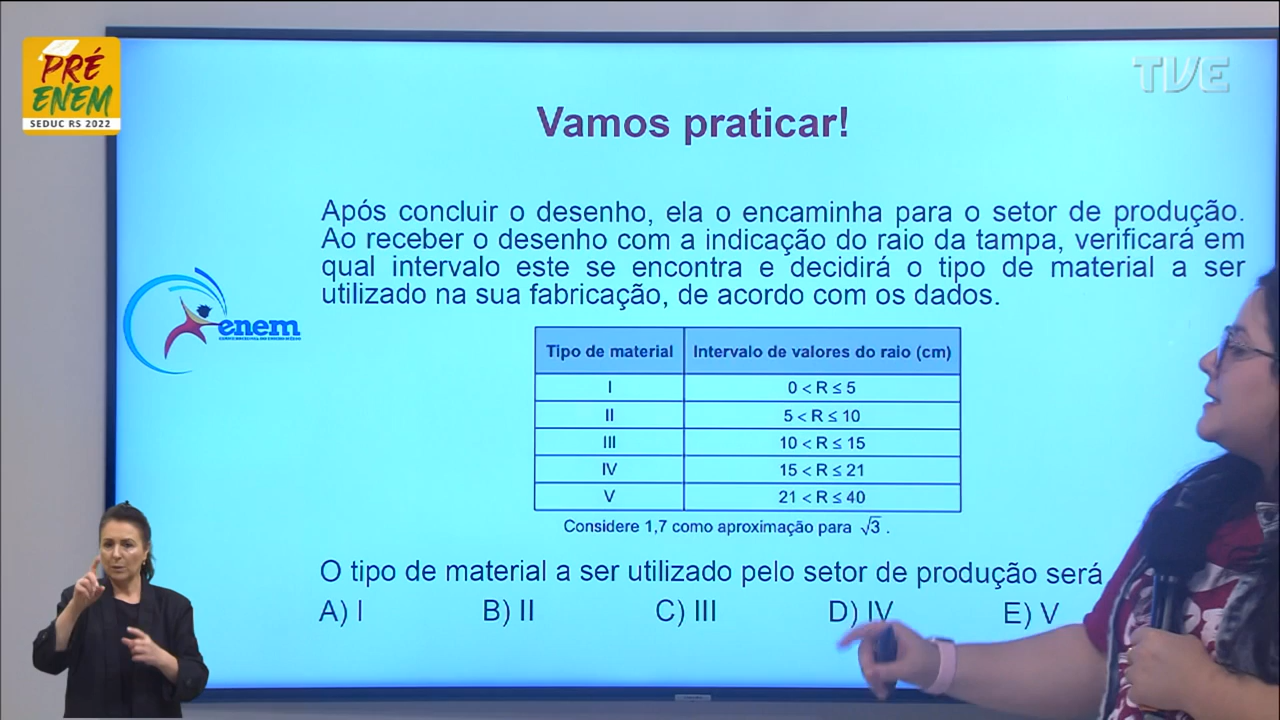 PRÉ
ENEM
SEDUC RS 2022
TVE
Vamos praticar!
Após concluir o desenho, ela o encaminha para o setor de produção.
Ao receber o desenho com a indicação do raio da tampa, verificará em
qual intervalo este se encontra e decidirá o tipo de material a ser
utilizado na sua fabricação, de acordo com os dados.
enem
Tipo de material Intervalo de valores do raio (cm)
I 0 < R ≤ 5
II 5 < R ≤ 10
III 10 < R ≤ 15
IV 15 < R ≤ 21
V 21 < R ≤ 40
Considere 1,7 como aproximação para √3 .
O tipo de material a ser utilizado pelo setor de produção será
A) I B) II C) III D) IV E) V